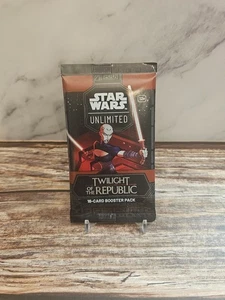 STAR
WARS
UNLIMITED
TWILIGHT
OF THE REPUBLIC
16-CARD BOOSTER PACK